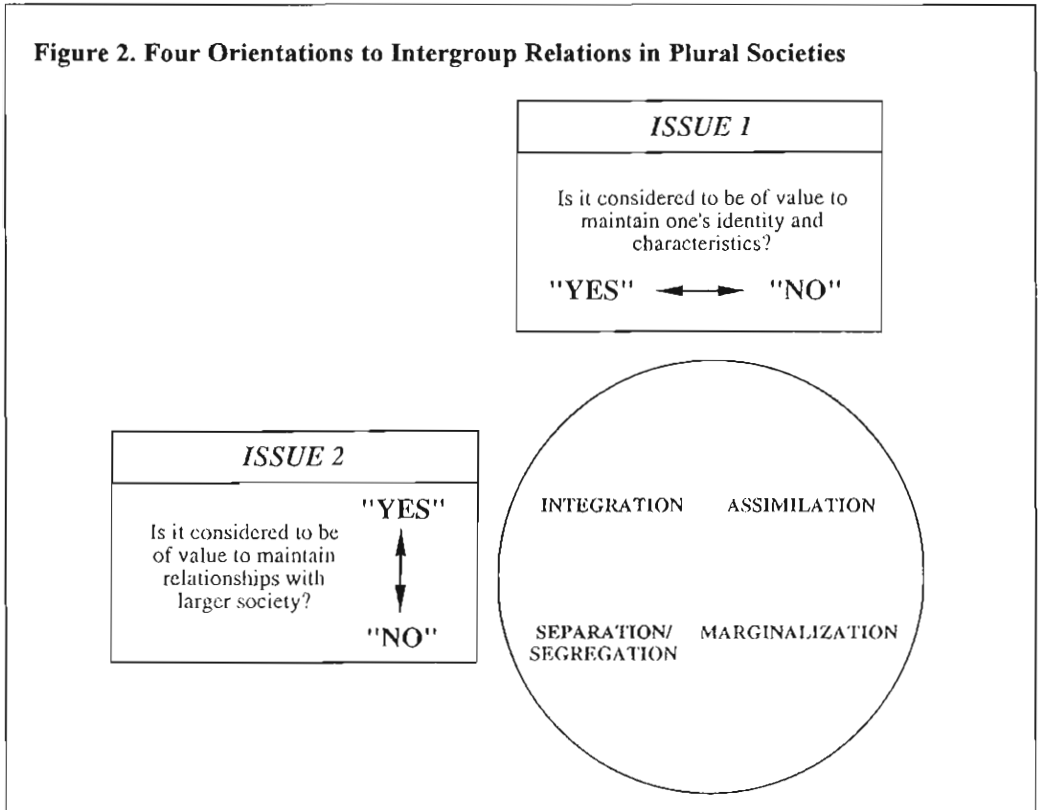 Figure 2. Four Orientations to Intergroup Relations in Plural Societies
ISSUE 1
Is it considered to be of value to
maintain one's identity and
characteristics?
"YES" "NO"
ISSUE 2
"YES"
Is it considered to be
of value to maintain
relationships with
larger society?
"NO"
INTEGRATION ASSIMILATION
SEPARATION/ MARGINALIZATION
SEGREGATION